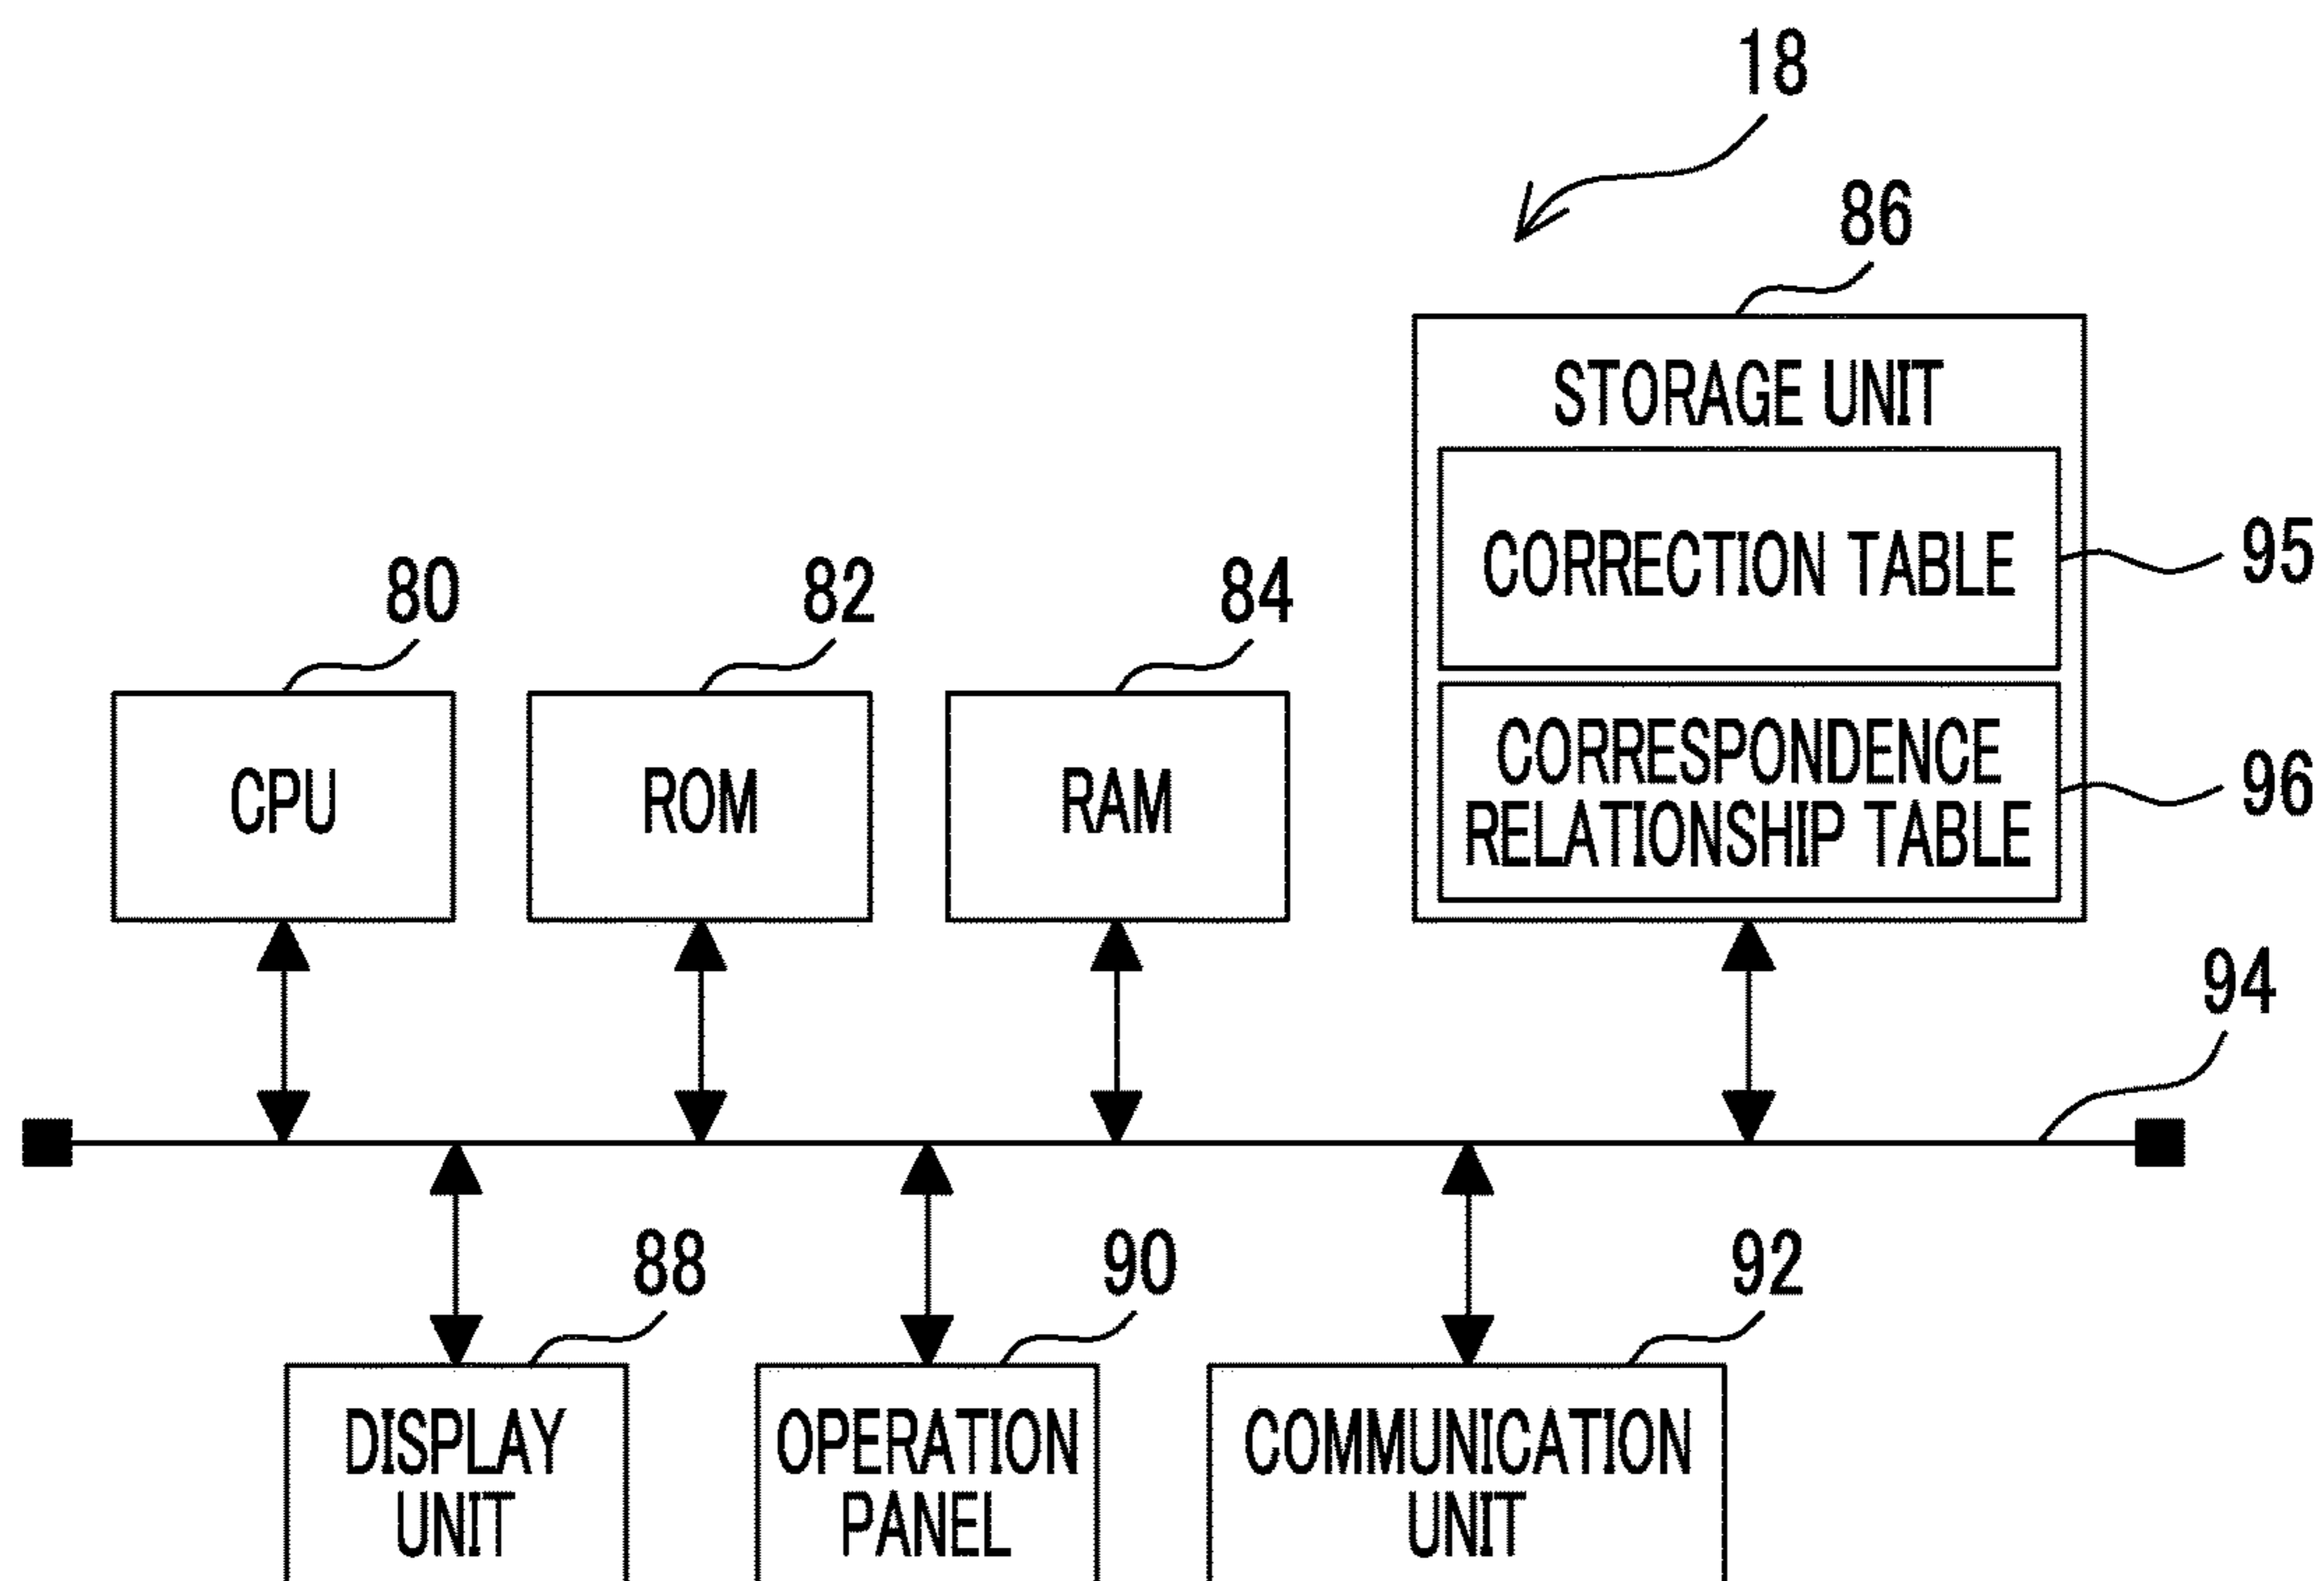 18
86
STORAGE UNIT
CORRECTION TABLE
95
80
82
84
CPU
ROM
RAM
CORRESPONDENCE
RELATIONSHIP TABLE
96
94
88
90
92
DISPLAY
UNIT
OPERATION
PANEL
COMMUNICATION
UNIT